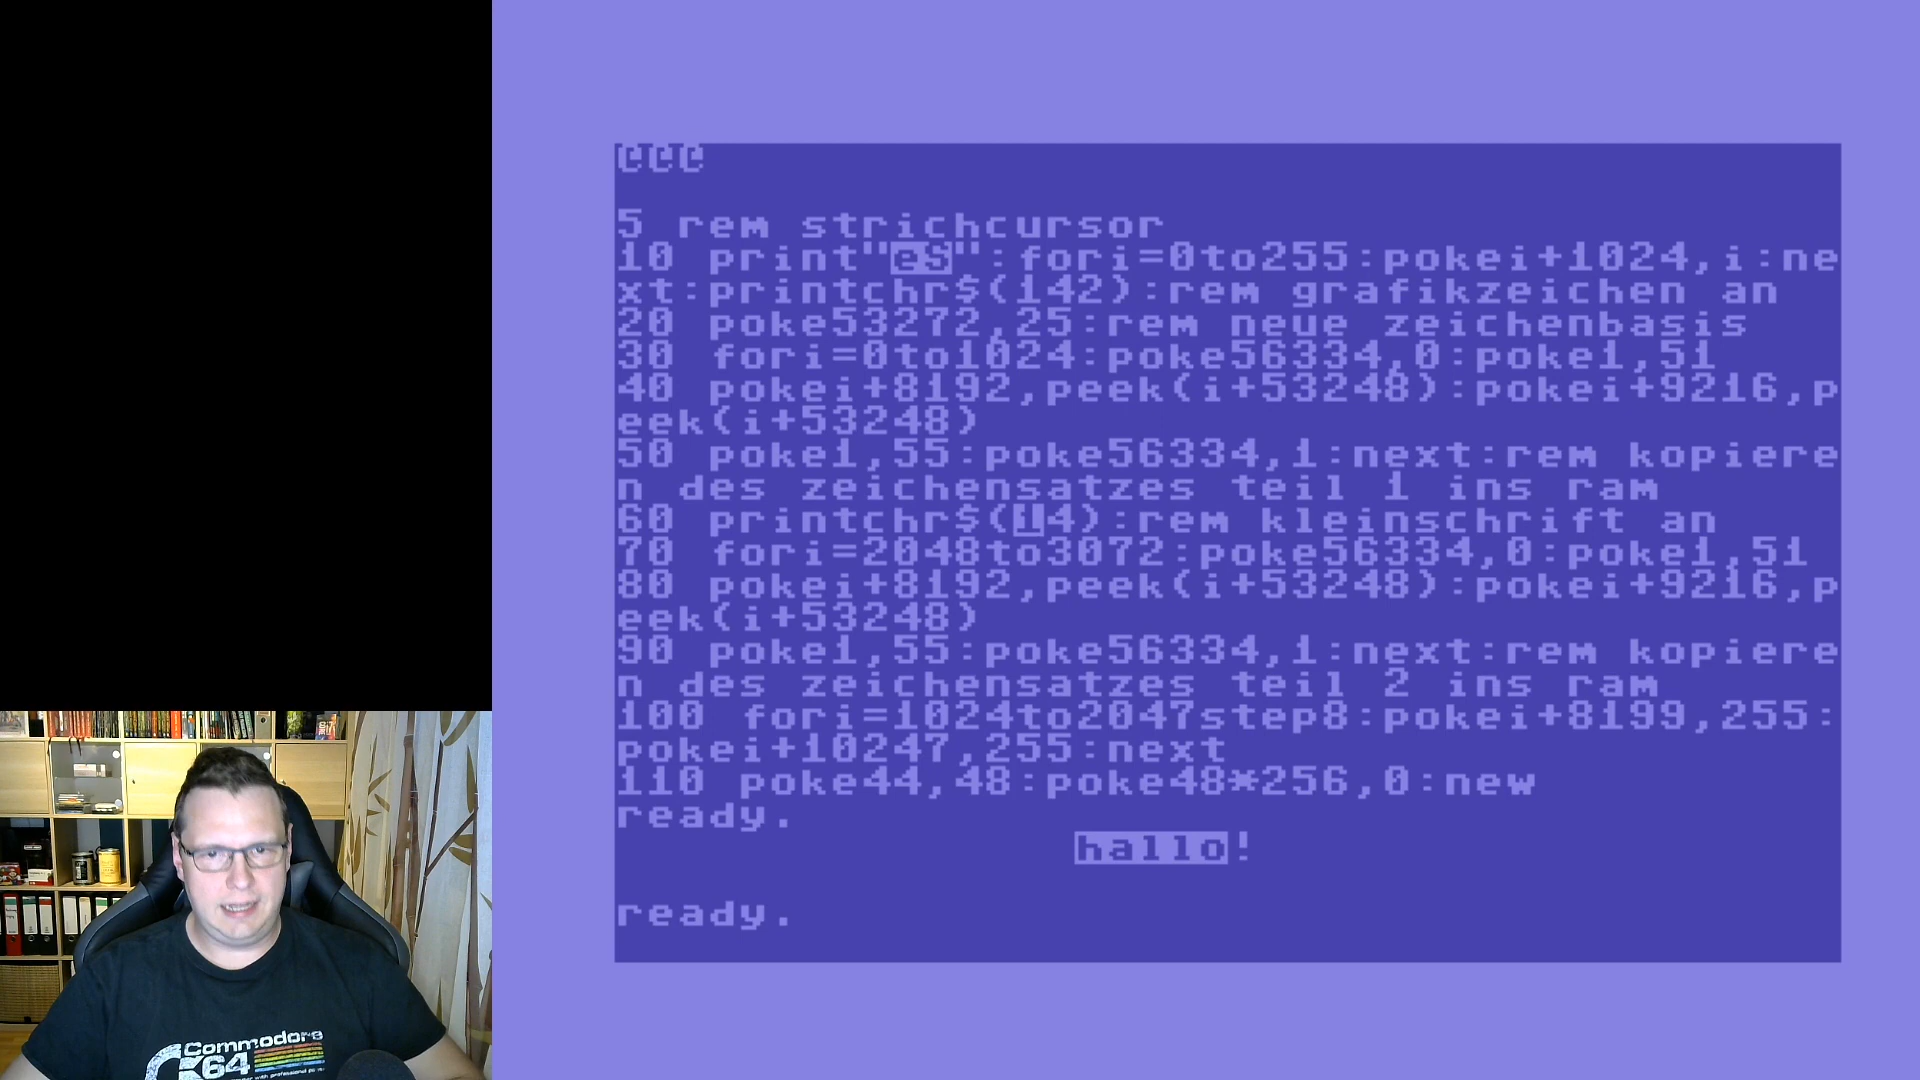 CCC
5 rem strichcursor
10 print"eS":fori=0to255:pokei+1024,i:ne
xt:printchr$(142):rem grafikzeichen an
20 poke53272,25:rem neue zeichenbasis
30 fori=0to1024:poke56334,0:poke1,51
40 pokei+8192,peek(i+53248):pokei+9216,p
eek(i+53248)
50 poke1,55:poke56334,1:next:rem kopiere
n des zeichensatzes teil 1 ins ram
60 printchr$(14):rem kleinschrift an
70 fori=2048to3072:poke56334,0:poke1,51
80 pokei+8192,peek(i+53248):pokei+9216,p
eek(i+53248)
90 poke1,55:poke56334,1:next:rem kopiere
n des zeichensatzes teil 2 ins ram
100 fori=1024to2047step8:pokei+8199,255:
pokei+10247,255:next
110 poke44,48:poke48*256,0:new
ready.
hallo!
ready.
Commodore
64